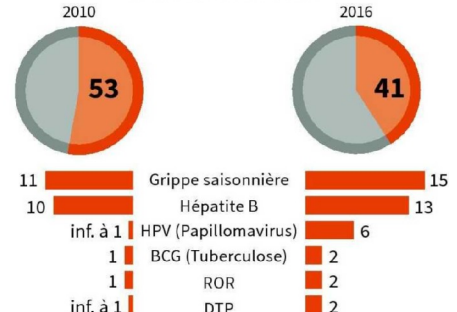 2010 2016
53 41
11 Grippe saisonnière 15
10 Hépatite B 13
inf. à 1 HPV (Papillomavirus) 6
1 BCG (Tuberculose) 2
1 ROR 2
inf. à 1 DTP 2